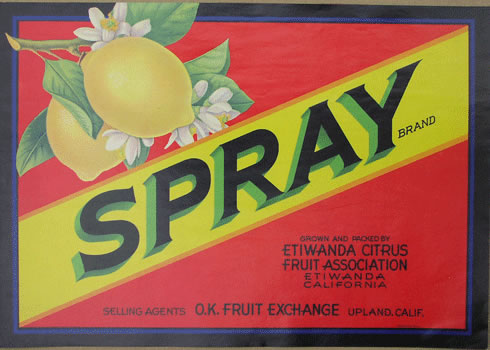 SPRAY
BRAND
GROWN AND PACKED BY
ETIWANDA CITRUS
FRUIT ASSOCIATION
ETIWANDA
CALIFORNIA
SELLING AGENTS O.K. FRUIT EXCHANGE UPLAND, CALIF.